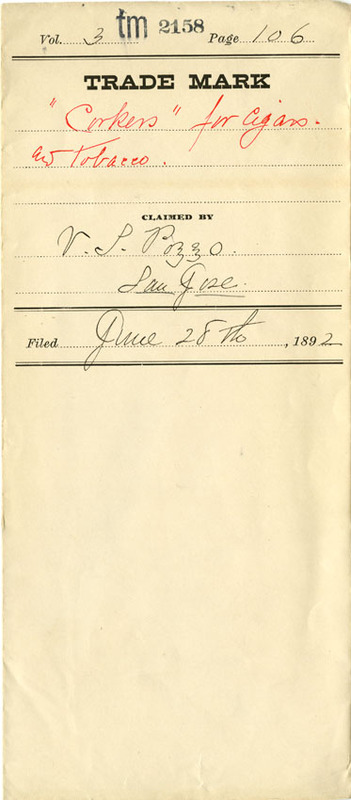 Vol. 3 tm 2158 Page 106
TRADE MARK
"Corkers" for Cigars.
and Tobacco.
CLAIMED BY
V. S. Pozzo.
San Jose.
Filed June 28th, 1892